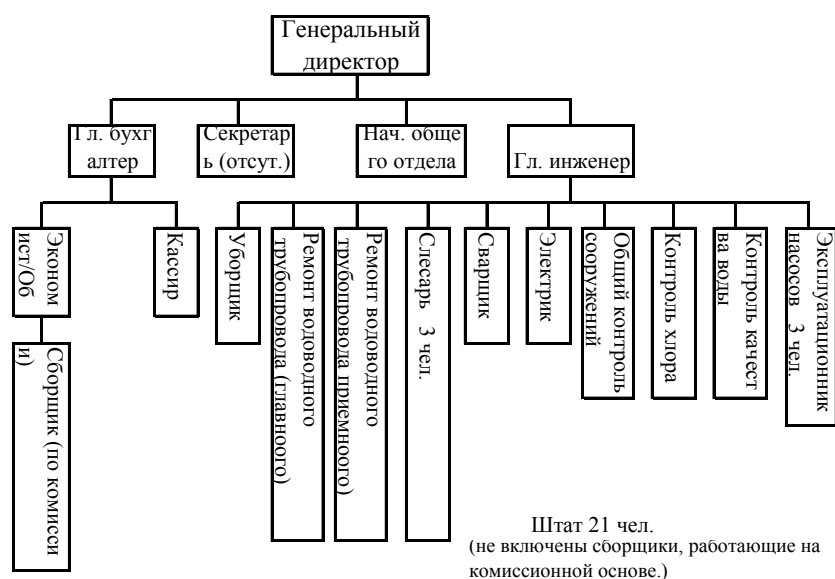 Генеральный
директор
Гл. бухг
алтер
Секретар
ь (отсут.)
Нач. обще
го отдела
Гл. инженер
Эконом
ист/Об
Кассир
Уборщик
Ремонт водоводного
трубопровода (главноого)
Ремонт водоводного
трубопровода приемноого)
Слесарь 3 чел.
Сварщик
Электрик
Общий контроль
сооружений
Контроль хлора
Контроль качест
ва воды
Эксплуатационник
насосов 3 чел.
Сборщик (по комисси
и)
Штат 21 чел.
(не включены сборщики, работающие на
комиссионной основе.)